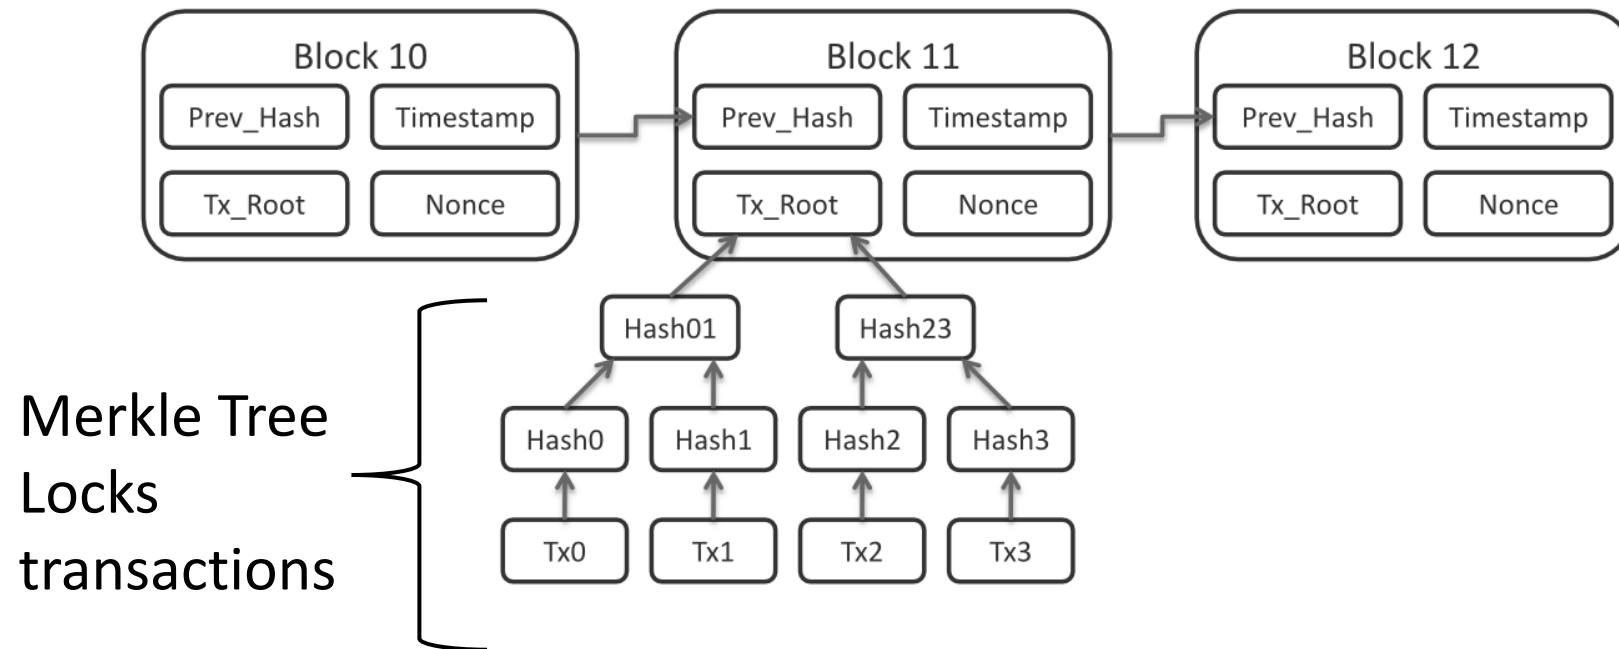 Block 10
Block 11
Block 12
Prev_Hash
Timestamp
Prev_Hash
Timestamp
Prev_Hash
Timestamp
Tx_Root
Nonce
Tx_Root
Nonce
Tx_Root
Nonce
Hash01
Hash23
Merkle Tree
Locks
transactions
Hash0
Hash1
Hash2
Hash3
Tx0
Tx1
Tx2
Tx3